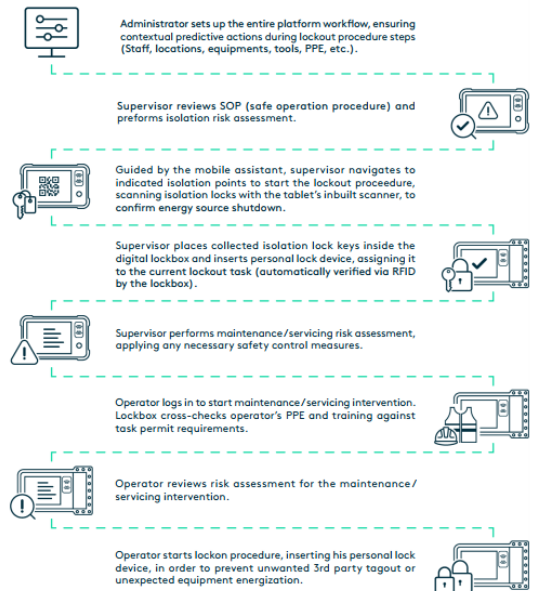 Administrator sets up the entire platform workflow, ensuring
contextual predictive actions during lockout procedure steps
(Staff, locations, equipments, tools, PPE, etc.).
Supervisor reviews SOP (safe operation procedure) and
preforms isolation risk assessment.
Guided by the mobile assistant, supervisor navigates to
indicated isolation points to start the lockout proceedure,
scanning isolation locks with the tablet's inbuilt scanner, to
confirm energy source shutdown.
Supervisor places collected isolation lock keys inside the
digital lockbox and inserts personal lock device, assigning it
to the current lockout task (automatically verified via RFID
by the lockbox).
Supervisor performs maintenance/servicing risk assessment,
applying any necessary safety control measures.
Operator logs in to start maintenance/servicing intervention.
Lockbox cross-checks operator's PPE and training against
task permit requirements.
Operator reviews risk assessment for the maintenance/
servicing intervention.
Operator starts lockon procedure, inserting his personal lock
device, in order to prevent unwanted 3rd party tagout or
unexpected equipment energization.